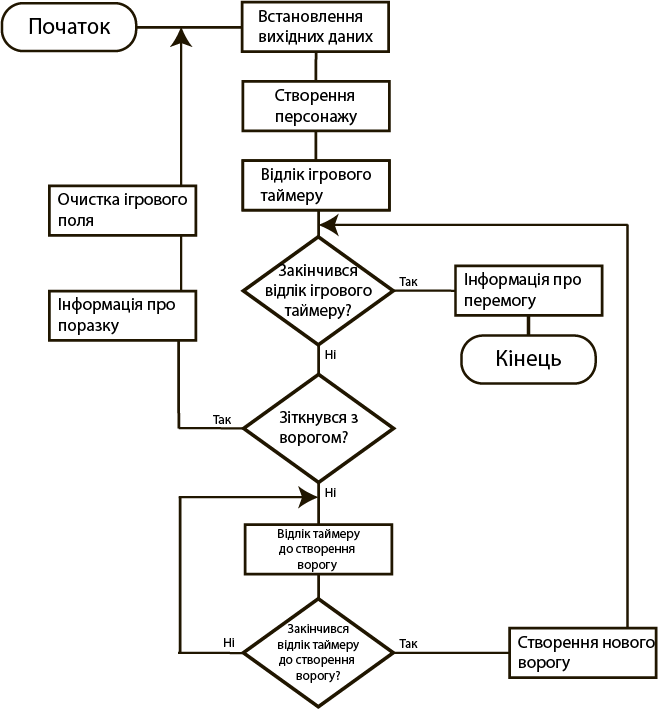 Початок
Встановлення
вихідних даних
Створення
персонажу
Відлік ігрового
таймеру
Очистка ігрового
поля
Закінчився
відлік ігрового
таймеру?
Так
Інформація про
перемогу
Інформація про
поразку
Ні
Кінець
Зіткнувся з
ворогом?
Так
Ні
Відлік таймеру
до створення
ворогу
Закінчився
відлік таймеру
до створення
ворогу?
Ні
Так
Створення нового
ворогу